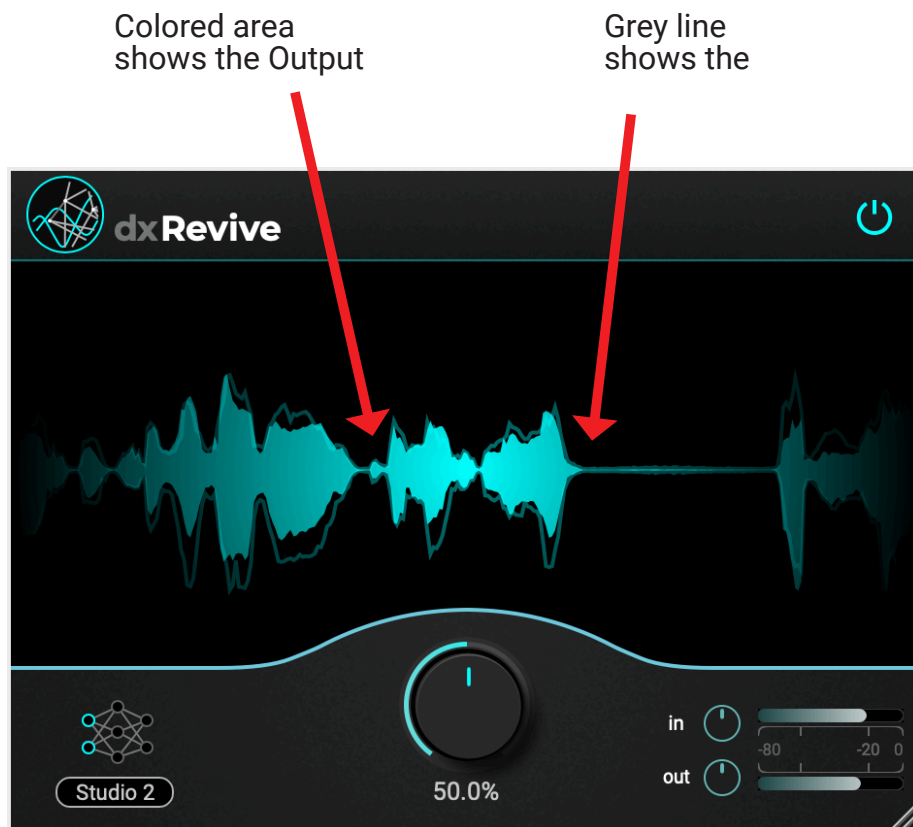 Colored area
shows the Output
Grey line
shows the
dxRevive
in
-80 -20 0
out
Studio 2
50.0%